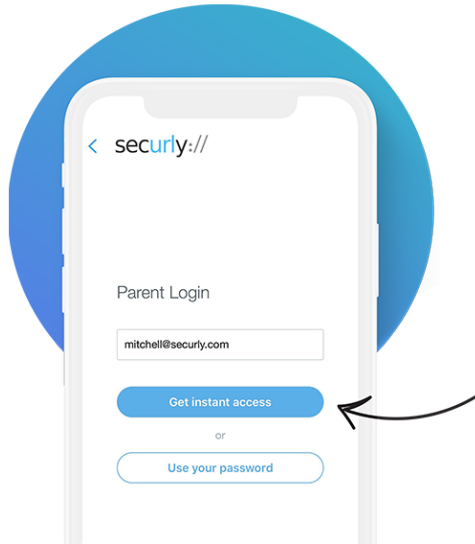 securly://
Parent Login
mitchell@securly.com
Get instant access
or
Use your password